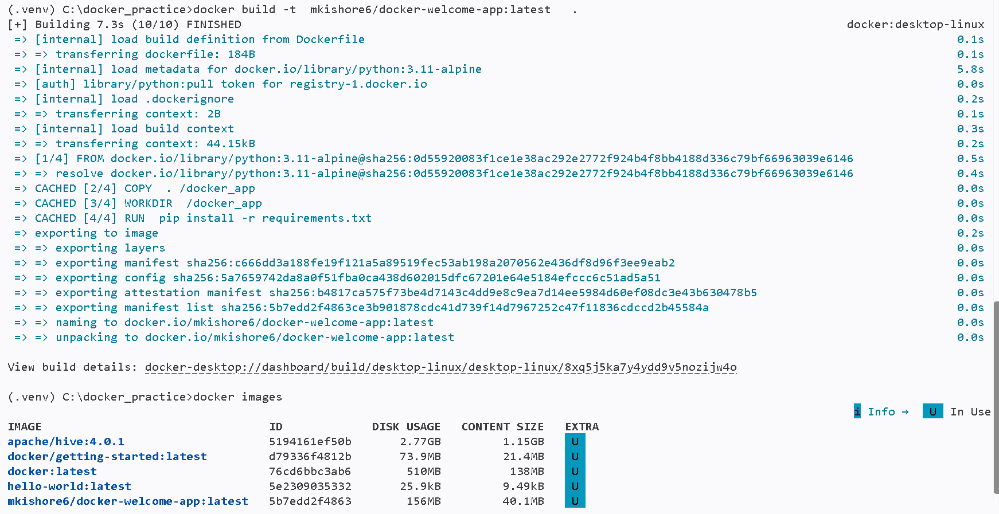 (.venv) C:\docker_practice>docker build -t  mkishore6/docker-welcome-app:latest   .
[+] Building 7.3s (10/10) FINISHED docker:desktop-linux
=> [internal] load build definition from Dockerfile 0.1s
=> => transferring dockerfile: 184B 0.1s
=> [internal] load metadata for docker.io/library/python:3.11-alpine 5.8s
=> [auth] library/python:pull token for registry-1.docker.io 0.0s
=> [internal] load .dockerignore 0.2s
=> => transferring context: 2B 0.1s
=> [internal] load build context 0.3s
=> => transferring context: 44.15kB 0.2s
=> [1/4] FROM docker.io/library/python:3.11-alpine@sha256:0d55920083f1ce1e38ac292e2772f924b4f8bb4188d336c79bf66963039e6146 0.5s
=> => resolve docker.io/library/python:3.11-alpine@sha256:0d55920083f1ce1e38ac292e2772f924b4f8bb4188d336c79bf66963039e6146 0.4s
=> CACHED [2/4] COPY  . /docker_app 0.0s
=> CACHED [3/4] WORKDIR  /docker_app 0.0s
=> CACHED [4/4] RUN  pip install -r requirements.txt 0.0s
=> exporting to image 0.2s
=> => exporting layers 0.0s
=> => exporting manifest sha256:c666dd3a188fe19f121a5a89519fec53ab198a2070562e436df8d96f3ee9eab2 0.0s
=> => exporting config sha256:5a7659742da8a0f51fba0ca438d602015dfc67201e64e5184efccc6c51ad5a51 0.0s
=> => exporting attestation manifest sha256:b4817ca575f73be4d7143c4dd9e8c9ea7d14ee5984d60ef08dc3e43b630478b5 0.0s
=> => exporting manifest list sha256:5b7edd2f4863ce3b901878cdc41d739f14d7967252c47f11836cdccd2b45584a 0.0s
=> => naming to docker.io/mkishore6/docker-welcome-app:latest 0.0s
=> => unpacking to docker.io/mkishore6/docker-welcome-app:latest 0.0s
View build details: docker-desktop://dashboard/build/desktop-linux/desktop-linux/8xq5j5ka7y4ydd9v5nozijw4o
(.venv) C:\docker_practice>docker images
i Info → U In Use
IMAGE ID DISK USAGE CONTENT SIZE EXTRA
apache/hive:4.0.1 5194161ef50b 2.77GB 1.15GB U
docker/getting-started:latest d79336f4812b 73.9MB 21.4MB U
docker:latest 76cd6bbc3ab6 510MB 138MB U
hello-world:latest 5e2309035332 25.9kB 9.49kB U
mkishore6/docker-welcome-app:latest 5b7edd2f4863 156MB 40.1MB U